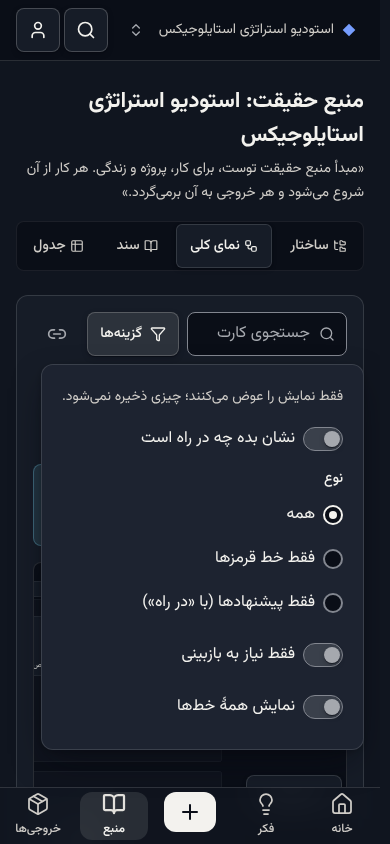 استودیو استراتژی استایلوجیکس
منبع حقیقت: استودیو استراتژی
استایلوجیکس
«مبدأ منبع حقیقت توست، برای کار، پروژه و زندگی. هر کار از آن
شروع می‌شود و هر خروجی به آن برمی‌گردد.»
ساختار
نمای کلی
سند
جدول
جستجوی کارت
گزینه‌ها
فقط نمایش را عوض می‌کنند؛ چیزی ذخیره نمی‌شود.
نشان بده چه در راه است
نوع
همه
فقط خط قرمزها
فقط پیشنهادها (با «در راه»)
فقط نیاز به بازبینی
نمایش همهٔ خط‌ها
خانه
فکر
منبع
خروجی‌ها